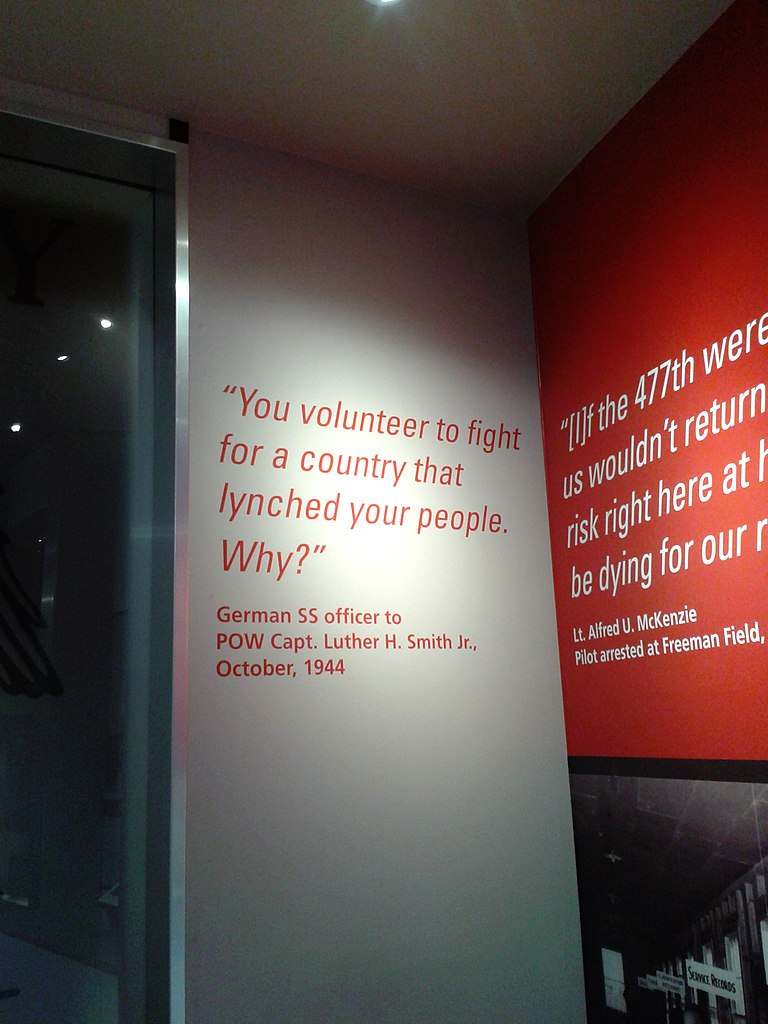 “You volunteer to fight
for a country that
lynched your people.
Why?”
German SS officer to
POW Capt. Luther H. Smith Jr.,
October, 1944
“[I]f the 477th were
us wouldn’t return
risk right here at
be dying for our
Lt. Alfred U. McKenzie
Pilot arrested at Freeman Field,
SERVICE RECORDS
Y